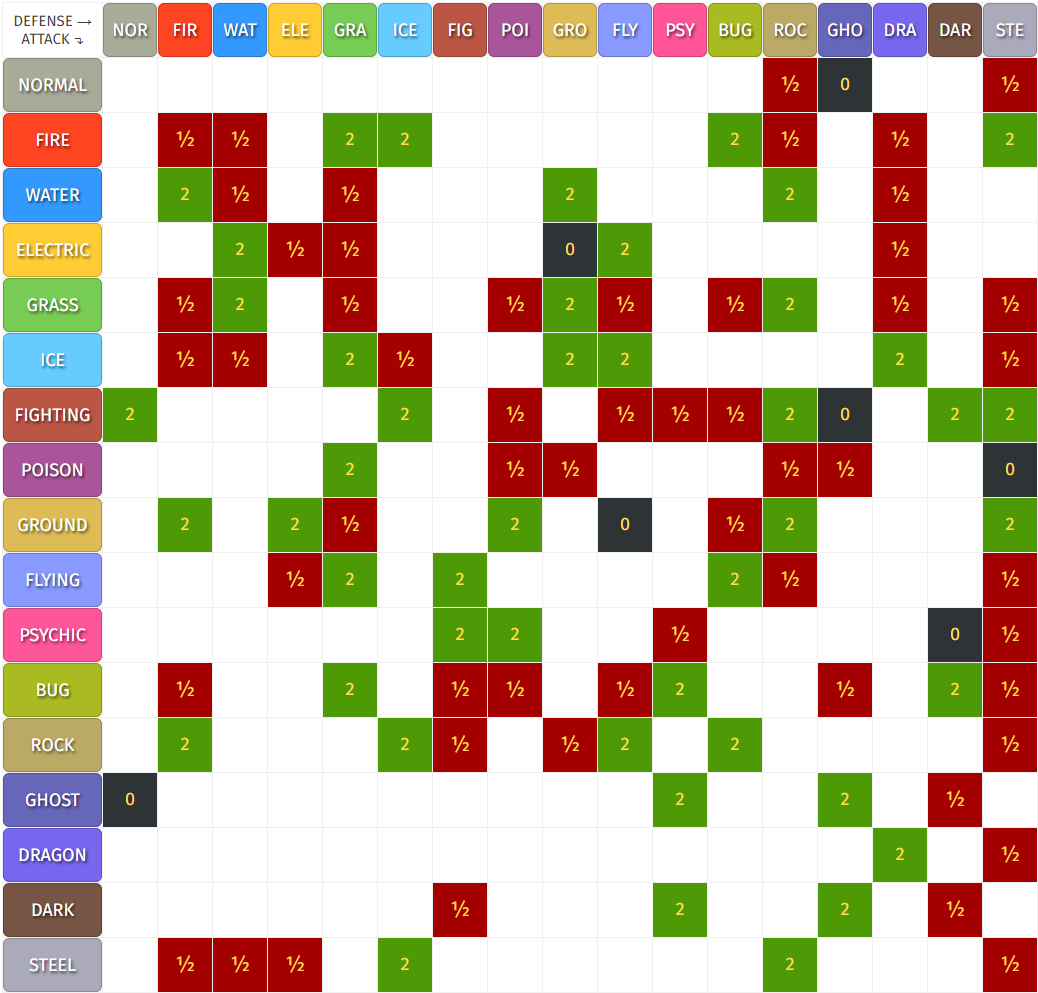 DEFENSE → NOR FIR WAT ELE GRA ICE FIG POI GRO FLY PSY BUG ROC GHO DRA DAR STE
ATTACK ⤵
NORMAL ½ 0 ½
FIRE ½ ½ 2 2 2 ½ ½ 2
WATER 2 ½ ½ 2 2 ½
ELECTRIC 2 ½ ½ 0 2 ½
GRASS ½ 2 ½ ½ 2 ½ ½ 2 ½ ½
ICE ½ ½ 2 ½ 2 2 2 ½
FIGHTING 2 2 ½ ½ ½ ½ 2 0 2 2
POISON 2 ½ ½ ½ ½ 0
GROUND 2 2 ½ 2 0 ½ 2 2
FLYING ½ 2 2 2 ½ ½
PSYCHIC 2 2 ½ 0 ½
BUG ½ 2 ½ ½ ½ 2 ½ 2 ½
ROCK 2 2 ½ ½ 2 2 ½
GHOST 0 2 2 ½
DRAGON 2 ½
DARK ½ 2 2 ½
STEEL ½ ½ ½ 2 2 ½